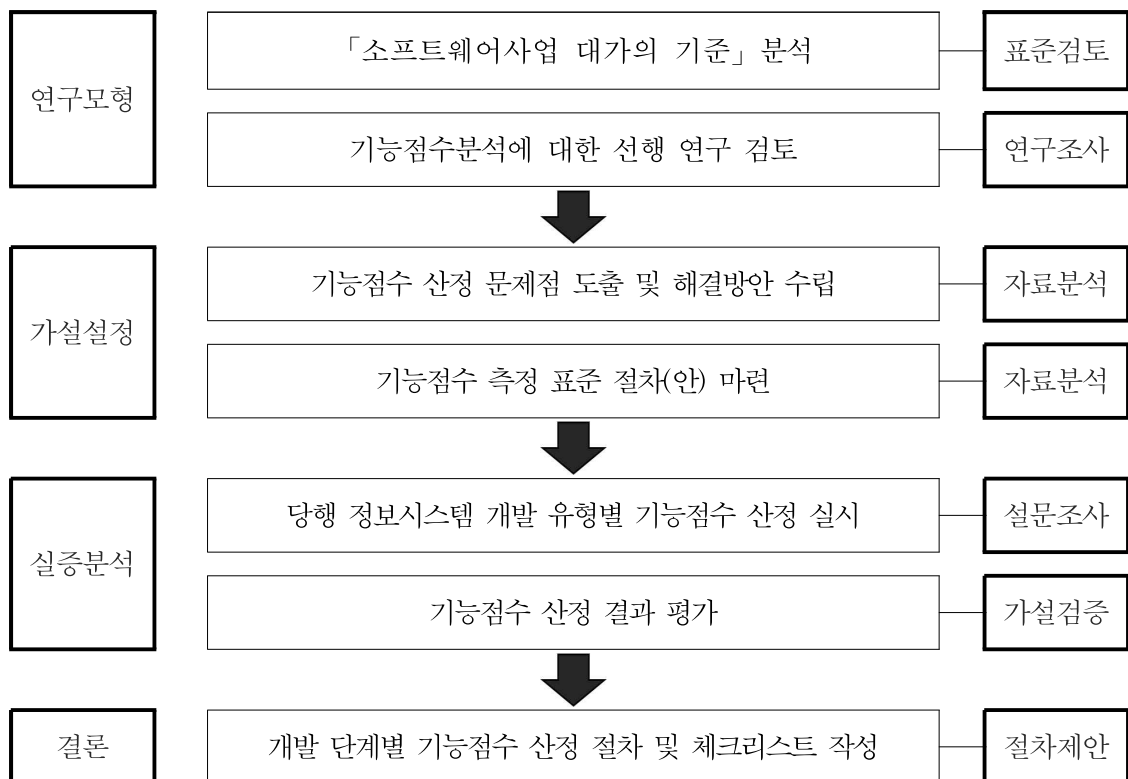 연구모형
「소프트웨어사업 대가의 기준」분석
표준검토
기능점수분석에 대한 선행 연구 검토
연구조사
가설설정
기능점수 산정 문제점 도출 및 해결방안 수립
자료분석
기능점수 측정 표준 절차(안) 마련
자료분석
실증분석
당행 정보시스템 개발 유형별 기능점수 산정 실시
설문조사
기능점수 산정 결과 평가
가설검증
결론
개발 단계별 기능점수 산정 절차 및 체크리스트 작성
절차제안